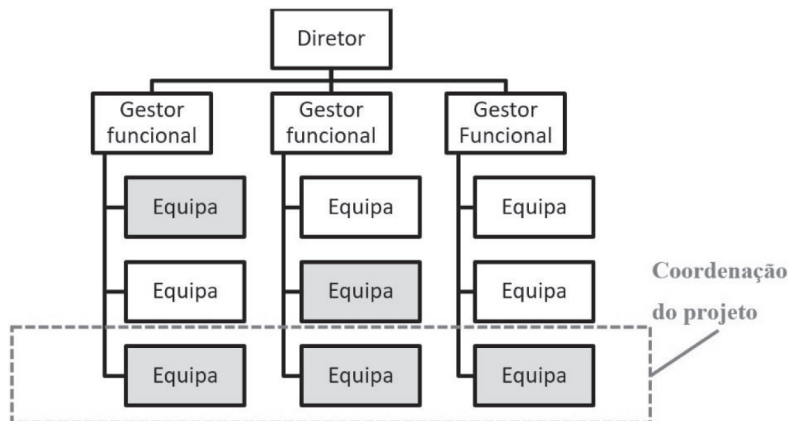 Diretor
Gestor
funcional
Gestor
funcional
Gestor
Funcional
Equipa
Equipa
Equipa
Equipa
Equipa
Equipa
Equipa
Equipa
Equipa
Coordenação
do projeto